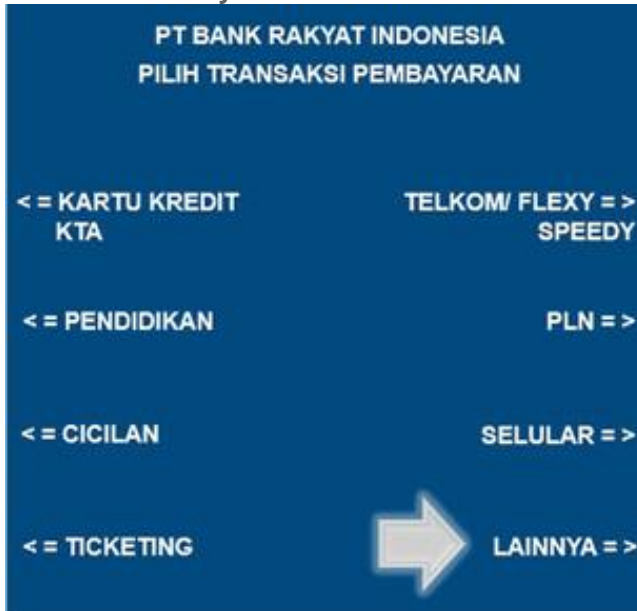 PT BANK RAKYAT INDONESIA
PILIH TRANSAKSI PEMBAYARAN
< = KARTU KREDIT
KTA
TELKOM/ FLEXY = >
SPEEDY
< = PENDIDIKAN
PLN = >
< = CICILAN
SELULAR = >
< = TICKETING
LAINNYA = >